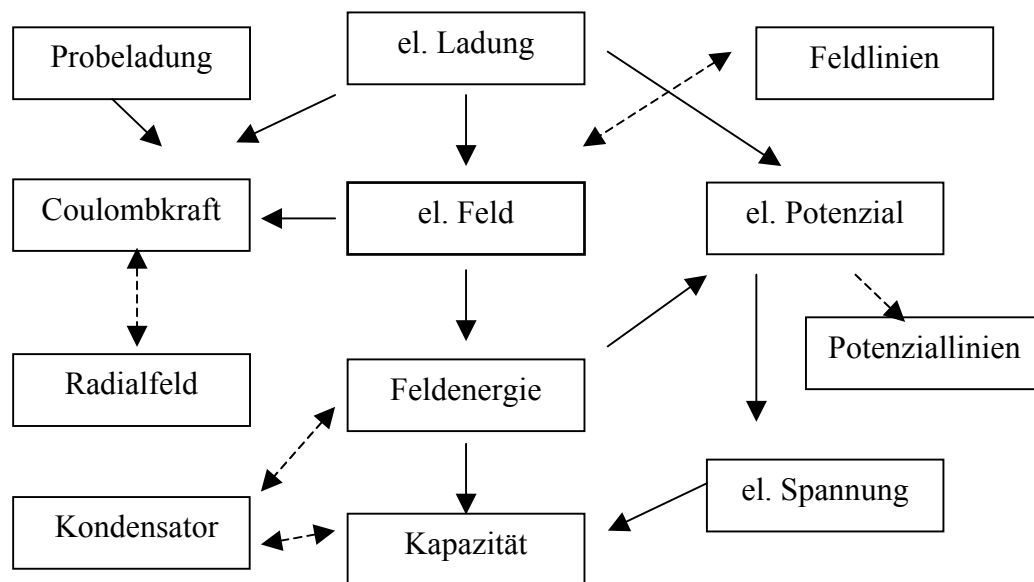 Probeladung
el. Ladung
Feldlinien
Coulombkraft
el. Feld
el. Potenzial
Radialfeld
Feldenergie
Potenziallinien
Kondensator
Kapazität
el. Spannung